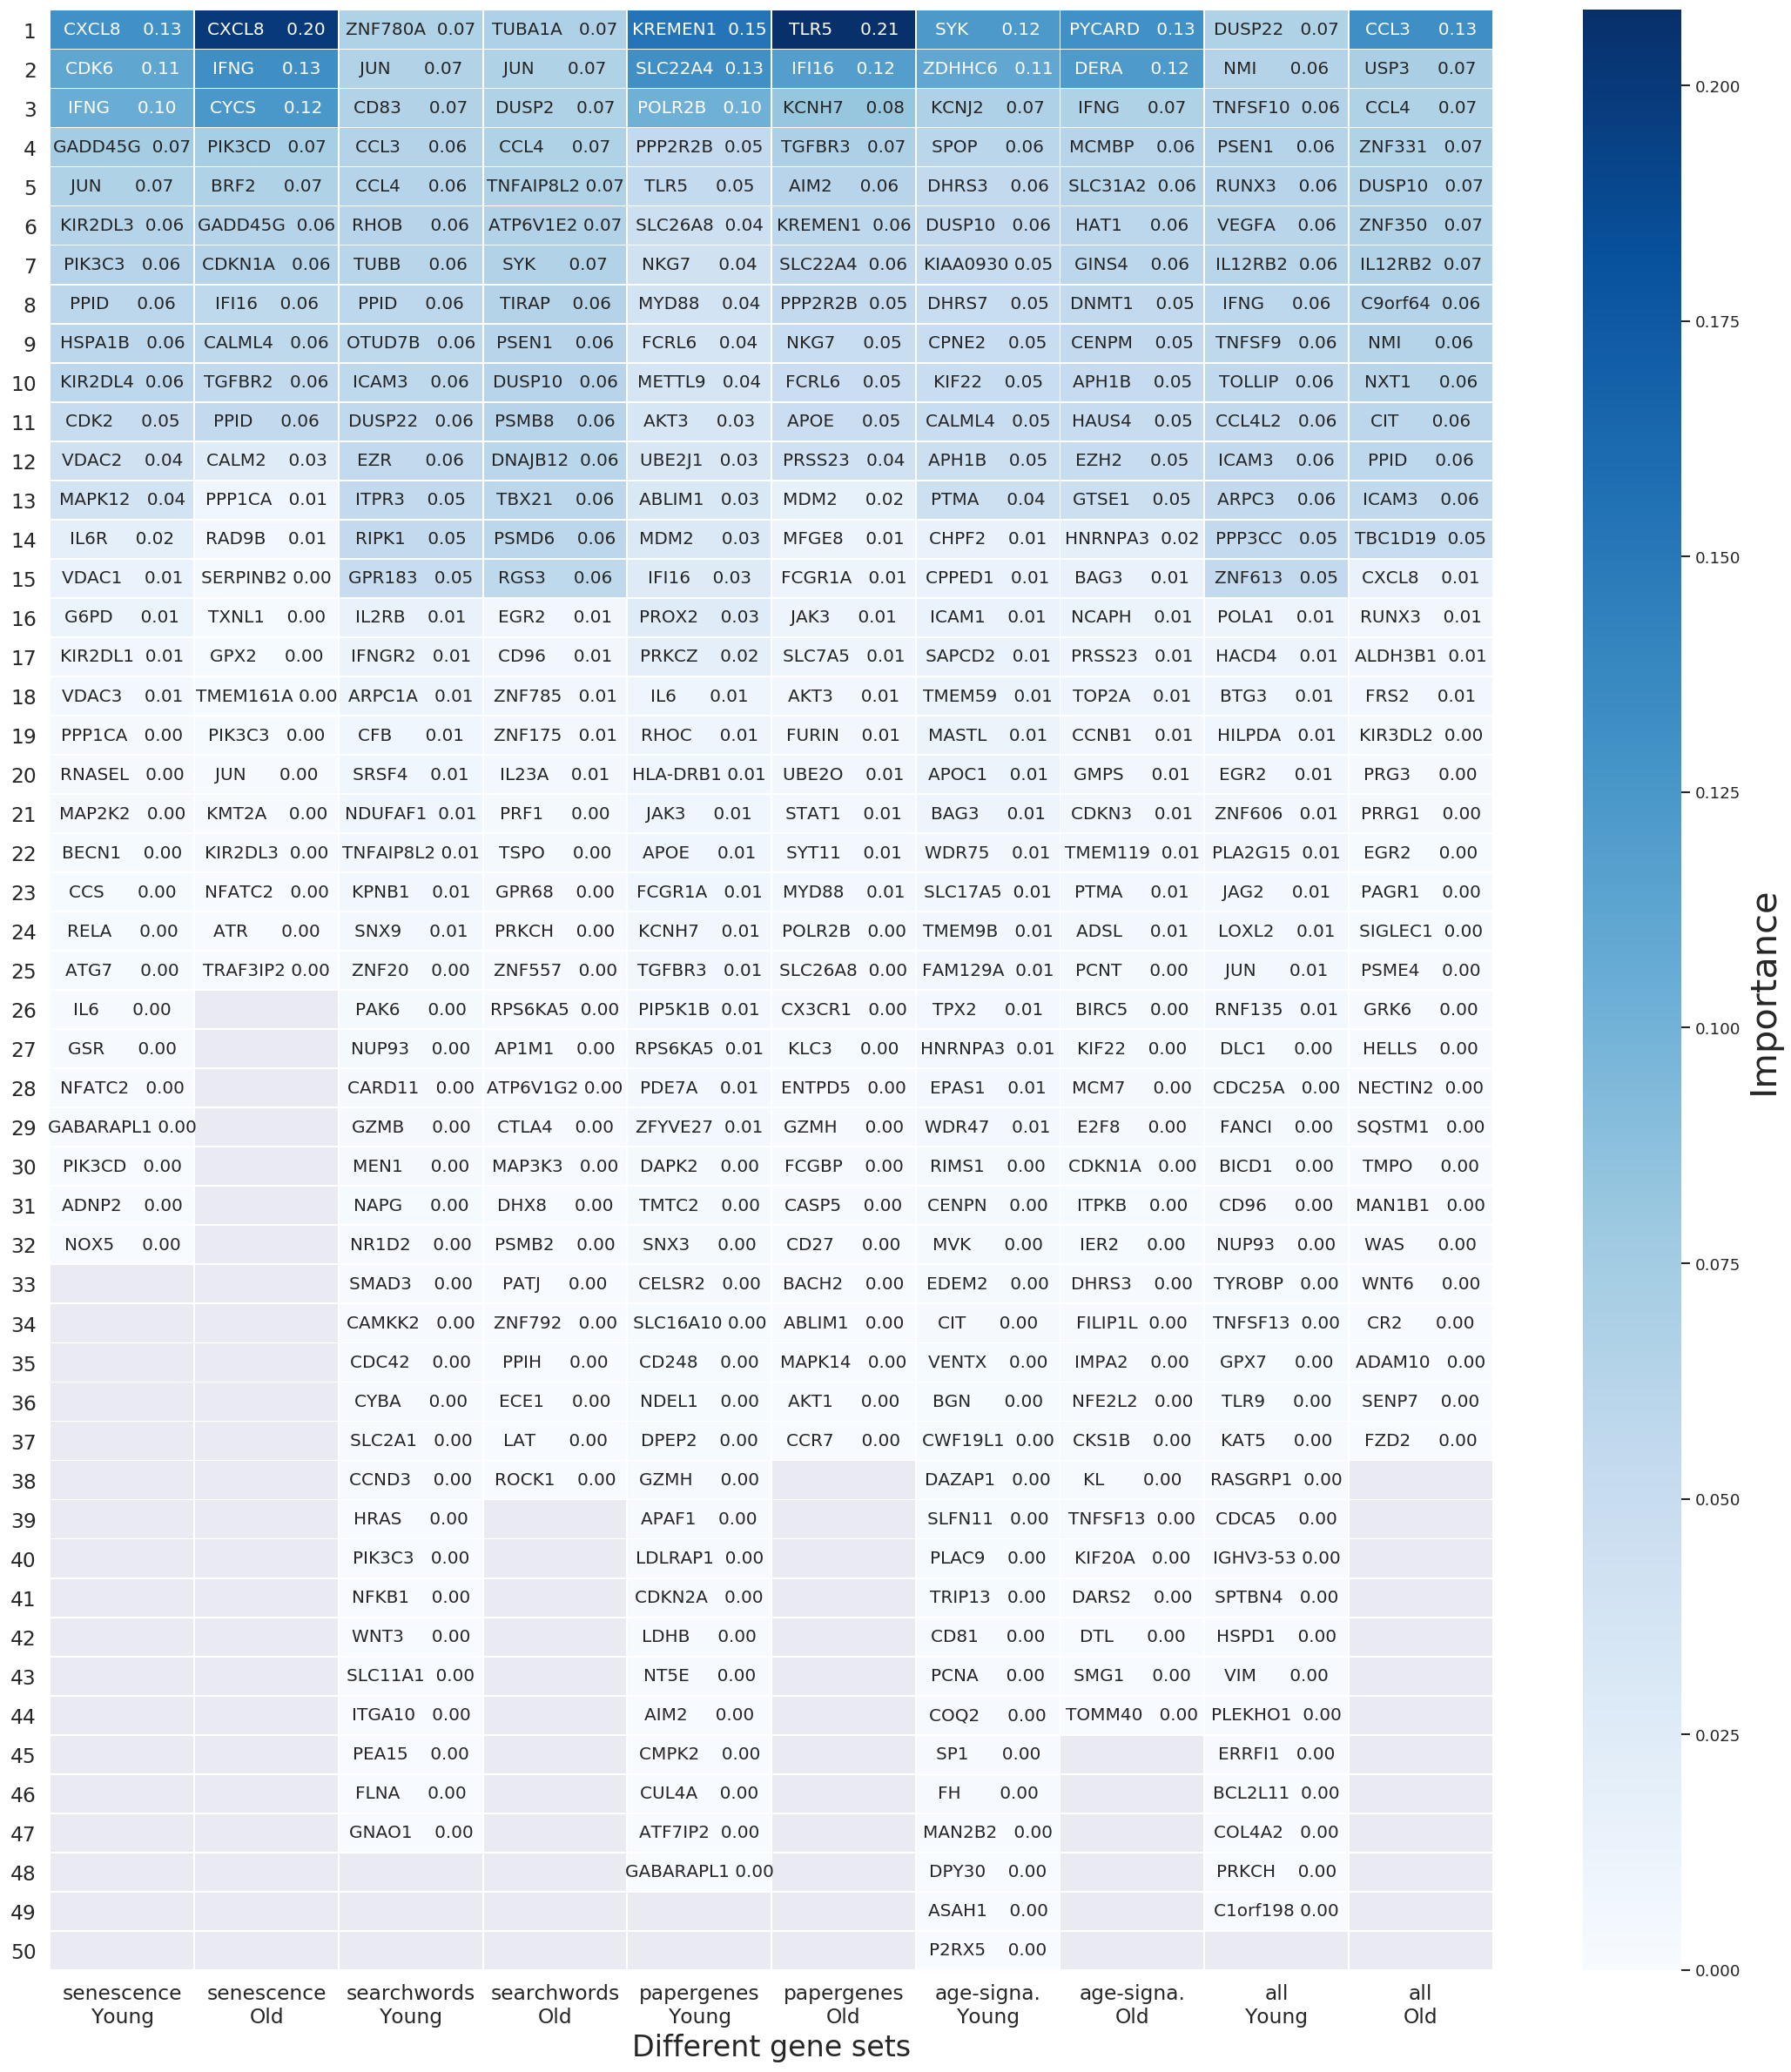 1 CXCL8 0.13 CXCL8 0.20 ZNF780A 0.07 TUBA1A 0.07 KREMEN1 0.15 TLR5 0.21 SYK 0.12 PYCARD 0.13 DUSP22 0.07 CCL3 0.13
2 CDK6 0.11 IFNG 0.13 JUN 0.07 JUN 0.07 SLC22A4 0.13 IFI16 0.12 ZDHHC6 0.11 DERA 0.12 NMI 0.06 USP3 0.07
3 IFNG 0.10 CYCS 0.12 CD83 0.07 DUSP2 0.07 POLR2B 0.10 KCNH7 0.08 KCNJ2 0.07 IFNG 0.07 TNFSF10 0.06 CCL4 0.07
4 GADD45G 0.07 PIK3CD 0.07 CCL3 0.06 CCL4 0.07 PPP2R2B 0.05 TGFBR3 0.07 SPOP 0.06 MCMBP 0.06 PSEN1 0.06 ZNF331 0.07
5 JUN 0.07 BRF2 0.07 CCL4 0.06 TNFAIP8L2 0.07 TLR5 0.05 AIM2 0.06 DHRS3 0.06 SLC31A2 0.06 RUNX3 0.06 DUSP10 0.07
6 KIR2DL3 0.06 GADD45G 0.06 RHOB 0.06 ATP6V1E2 0.07 SLC26A8 0.04 KREMEN1 0.06 DUSP10 0.06 HAT1 0.06 VEGFA 0.06 ZNF350 0.07
7 PIK3C3 0.06 CDKN1A 0.06 TUBB 0.06 SYK 0.07 NKG7 0.04 SLC22A4 0.06 KIAA0930 0.05 GINS4 0.06 IL12RB2 0.06 IL12RB2 0.07
8 PPID 0.06 IFI16 0.06 PPID 0.06 TIRAP 0.06 MYD88 0.04 PPP2R2B 0.05 DHRS7 0.05 DNMT1 0.05 IFNG 0.06 C9orf64 0.06
9 HSPA1B 0.06 CALML4 0.06 OTUD7B 0.06 PSEN1 0.06 FCRL6 0.04 NKG7 0.05 CPNE2 0.05 CENPM 0.05 TNFSF9 0.06 NMI 0.06
10 KIR2DL4 0.06 TGFBR2 0.06 ICAM3 0.06 DUSP10 0.06 METTL9 0.04 FCRL6 0.05 KIF22 0.05 APH1B 0.05 TOLLIP 0.06 NXT1 0.06
11 CDK2 0.05 PPID 0.06 DUSP22 0.06 PSMB8 0.06 AKT3 0.03 APOE 0.05 CALML4 0.05 HAUS4 0.05 CCL4L2 0.06 CIT 0.06
12 VDAC2 0.04 CALM2 0.03 EZR 0.06 DNAJB12 0.06 UBE2J1 0.03 PRSS23 0.04 APH1B 0.05 EZH2 0.05 ICAM3 0.06 PPID 0.06
13 MAPK12 0.04 PPP1CA 0.01 ITPR3 0.05 TBX21 0.06 ABLIM1 0.03 MDM2 0.02 PTMA 0.04 GTSE1 0.05 ARPC3 0.06 ICAM3 0.06
14 IL6R 0.02 RAD9B 0.01 RIPK1 0.05 PSMD6 0.06 MDM2 0.03 MFGE8 0.01 CHPF2 0.01 HNRNPA3 0.02 PPP3CC 0.05 TBC1D19 0.05
15 VDAC1 0.01 SERPINB2 0.00 GPR183 0.05 RGS3 0.06 IFI16 0.03 FCGR1A 0.01 CPPED1 0.01 BAG3 0.01 ZNF613 0.05 CXCL8 0.01
16 G6PD 0.01 TXNL1 0.00 IL2RB 0.01 EGR2 0.01 PROX2 0.03 JAK3 0.01 ICAM1 0.01 NCAPH 0.01 POLA1 0.01 RUNX3 0.01
17 KIR2DL1 0.01 GPX2 0.00 IFNGR2 0.01 CD96 0.01 PRKCZ 0.02 SLC7A5 0.01 SAPCD2 0.01 PRSS23 0.01 HACD4 0.01 ALDH3B1 0.01
18 VDAC3 0.01 TMEM161A 0.00 ARPC1A 0.01 ZNF785 0.01 IL6 0.01 AKT3 0.01 TMEM59 0.01 TOP2A 0.01 BTG3 0.01 FRS2 0.01
19 PPP1CA 0.00 PIK3C3 0.00 CFB 0.01 ZNF175 0.01 RHOC 0.01 FURIN 0.01 MASTL 0.01 CCNB1 0.01 HILPDA 0.01 KIR3DL2 0.00
20 RNASEL 0.00 JUN 0.00 SRSF4 0.01 IL23A 0.01 HLA-DRB1 0.01 UBE2O 0.01 APOC1 0.01 GMPS 0.01 EGR2 0.01 PRG3 0.00
21 MAP2K2 0.00 KMT2A 0.00 NDUFAF1 0.01 PRF1 0.00 JAK3 0.01 STAT1 0.01 BAG3 0.01 CDKN3 0.01 ZNF606 0.01 PRRG1 0.00
22 BECN1 0.00 KIR2DL3 0.00 TNFAIP8L2 0.01 TSPO 0.00 APOE 0.01 SYT11 0.01 WDR75 0.01 TMEM119 0.01 PLA2G15 0.01 EGR2 0.00
23 CCS 0.00 NFATC2 0.00 KPNB1 0.01 GPR68 0.00 FCGR1A 0.01 MYD88 0.01 SLC17A5 0.01 PTMA 0.01 JAG2 0.01 PAGR1 0.00
24 RELA 0.00 ATR 0.00 SNX9 0.01 PRKCH 0.00 KCNH7 0.01 POLR2B 0.00 TMEM9B 0.01 ADSL 0.01 LOXL2 0.01 SIGLEC1 0.00
25 ATG7 0.00 TRAF3IP2 0.00 ZNF20 0.00 ZNF557 0.00 TGFBR3 0.01 SLC26A8 0.00 FAM129A 0.01 PCNT 0.00 JUN 0.01 PSME4 0.00
26 IL6 0.00 PAK6 0.00 RPS6KA5 0.00 PIP5K1B 0.01 CX3CR1 0.00 TPX2 0.01 BIRC5 0.00 RNF135 0.01 GRK6 0.00
27 GSR 0.00 NUP93 0.00 AP1M1 0.00 RPS6KA5 0.01 KLC3 0.00 HNRNPA3 0.01 KIF22 0.00 DLC1 0.00 HELLS 0.00
28 NFATC2 0.00 CARD11 0.00 ATP6V1G2 0.00 PDE7A 0.01 ENTPD5 0.00 EPAS1 0.01 MCM7 0.00 CDC25A 0.00 NECTIN2 0.00
29 GABARAPL1 0.00 GZMB 0.00 CTLA4 0.00 ZFYVE27 0.01 GZMH 0.00 WDR47 0.01 E2F8 0.00 FANCI 0.00 SQSTM1 0.00
30 PIK3CD 0.00 MEN1 0.00 MAP3K3 0.00 DAPK2 0.00 FCGBP 0.00 RIMS1 0.00 CDKN1A 0.00 BICD1 0.00 TMPO 0.00
31 ADNP2 0.00 NAPG 0.00 DHX8 0.00 TMTC2 0.00 CASP5 0.00 CENPN 0.00 ITPKB 0.00 CD96 0.00 MAN1B1 0.00
32 NOX5 0.00 NR1D2 0.00 PSMB2 0.00 SNX3 0.00 CD27 0.00 MVK 0.00 IER2 0.00 NUP93 0.00 WAS 0.00
33 SMAD3 0.00 PATJ 0.00 CELSR2 0.00 BACH2 0.00 EDEM2 0.00 DHRS3 0.00 TYROBP 0.00 WNT6 0.00
34 CAMKK2 0.00 ZNF792 0.00 SLC16A10 0.00 ABLIM1 0.00 CIT 0.00 FILIP1L 0.00 TNFSF13 0.00 CR2 0.00
35 CDC42 0.00 PPIH 0.00 CD248 0.00 MAPK14 0.00 VENTX 0.00 IMPA2 0.00 GPX7 0.00 ADAM10 0.00
36 CYBA 0.00 ECE1 0.00 NDEL1 0.00 AKT1 0.00 BGN 0.00 NFE2L2 0.00 TLR9 0.00 SENP7 0.00
37 SLC2A1 0.00 LAT 0.00 DPEP2 0.00 CCR7 0.00 CWF19L1 0.00 CKS1B 0.00 KAT5 0.00 FZD2 0.00
38 CCND3 0.00 ROCK1 0.00 GZMH 0.00 DAZAP1 0.00 KL 0.00 RASGRP1 0.00
39 HRAS 0.00 APAF1 0.00 SLFN11 0.00 TNFSF13 0.00 CDCA5 0.00
40 PIK3C3 0.00 LDLRAP1 0.00 PLAC9 0.00 KIF20A 0.00 IGHV3-53 0.00
41 NFKB1 0.00 CDKN2A 0.00 TRIP13 0.00 DARS2 0.00 SPTBN4 0.00
42 WNT3 0.00 LDHB 0.00 CD81 0.00 DTL 0.00 HSPD1 0.00
43 SLC11A1 0.00 NT5E 0.00 PCNA 0.00 SMG1 0.00 VIM 0.00
44 ITGA10 0.00 AIM2 0.00 COQ2 0.00 TOMM40 0.00 PLEKHO1 0.00
45 PEA15 0.00 CMPK2 0.00 SP1 0.00 ERRFI1 0.00
46 FLNA 0.00 CUL4A 0.00 FH 0.00 BCL2L11 0.00
47 GNAO1 0.00 ATF7IP2 0.00 MAN2B2 0.00 COL4A2 0.00
48 GABARAPL1 0.00 DPY30 0.00 PRKCH 0.00
49 ASAH1 0.00 C1orf198 0.00
50 P2RX5 0.00
senescence senescence searchwords searchwords papergenes papergenes age-signa. age-signa. all all
Young Old Young Old Young Old Young Old Young Old
Different gene sets
0.200
0.175
0.150
0.125
0.100
0.075
0.050
0.025
0.000
Importance